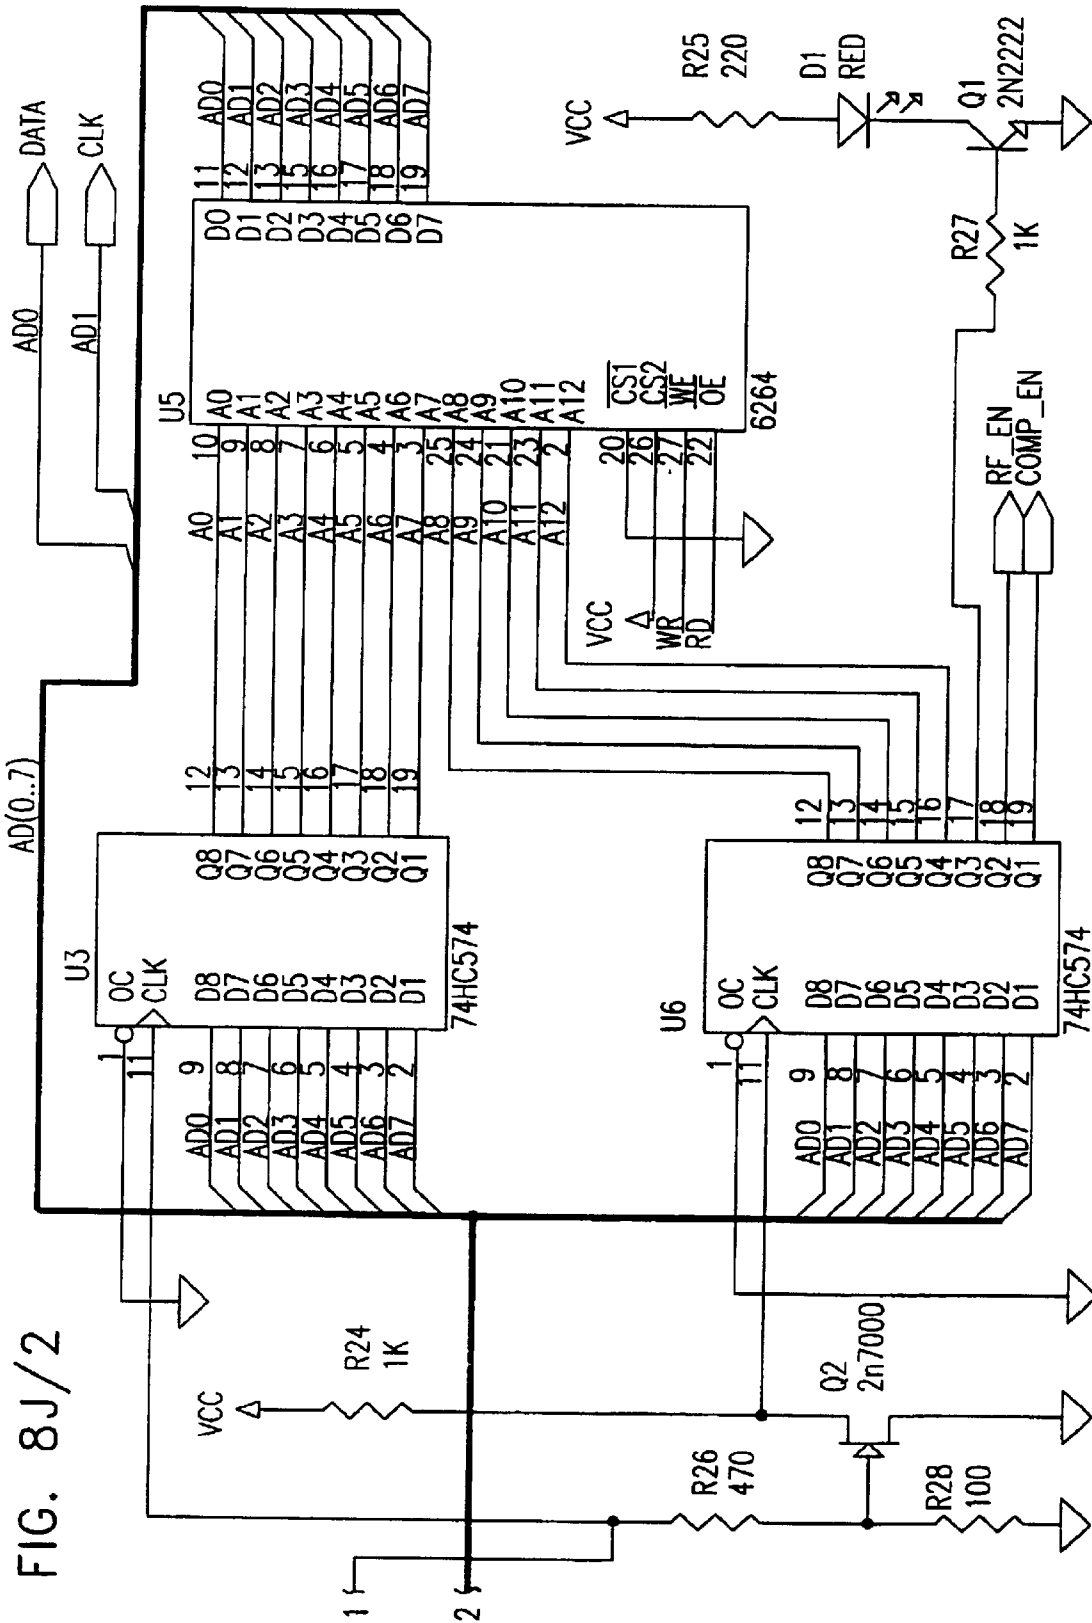 FIG. 8J/2
AD(0..7)
AD0
DATA
AD1
CLK
U3
1
OC
11
CLK
AD0 9 D8 Q8 12
AD1 8 D7 Q7 13
AD2 7 D6 Q6 14
AD3 6 D5 Q5 15
AD4 5 D4 Q4 16
AD5 4 D3 Q3 17
AD6 3 D2 Q2 18
AD7 2 D1 Q1 19
74HC574
U5
A0 10 A0
A1 9 A1
A2 8 A2
A3 7 A3
A4 6 A4
A5 5 A5
A6 4 A6
A7 3 A7
A8 25 A8
A9 24 A9
A10 21 A10
A11 23 A11
A12 2 A12
20 CS1
VCC 26 CS2
WR 27 WE
RD 22 OE
6264
D0 11 AD0
D1 12 AD1
D2 13 AD2
D3 15 AD3
D4 16 AD4
D5 17 AD5
D6 18 AD6
D7 19 AD7
VCC
R24
1K
1
2
R26
470
R28
100
Q2
2n7000
U6
1
OC
11
CLK
AD0 9 D8 Q8 12
AD1 8 D7 Q7 13
AD2 7 D6 Q6 14
AD3 6 D5 Q5 15
AD4 5 D4 Q4 16
AD5 4 D3 Q3 17
AD6 3 D2 Q2 18
AD7 2 D1 Q1 19
74HC574
RF_EN
COMP_EN
VCC
R25
220
D1
RED
Q1
2N2222
R27
1K